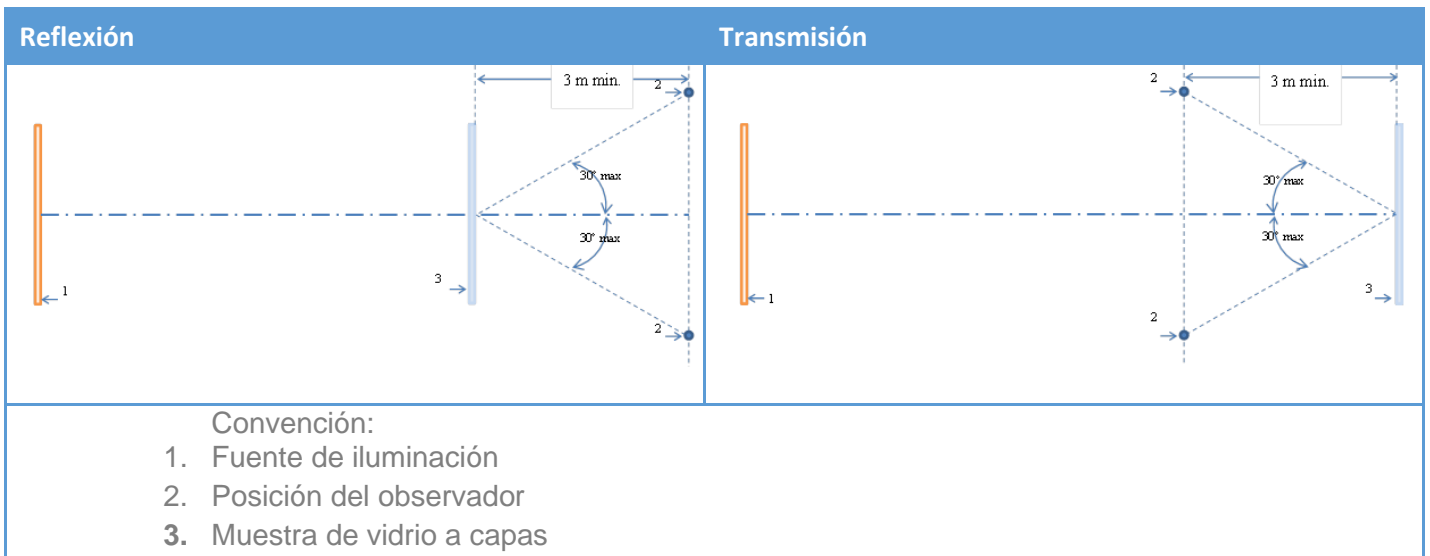 Reflexión
Transmisión
3 m min.
2
30° max
30° max
3
1
2
2
3 m min.
30° max
30° max
3
1
2
Convención:
1. Fuente de iluminación
2. Posición del observador
3. Muestra de vidrio a capas